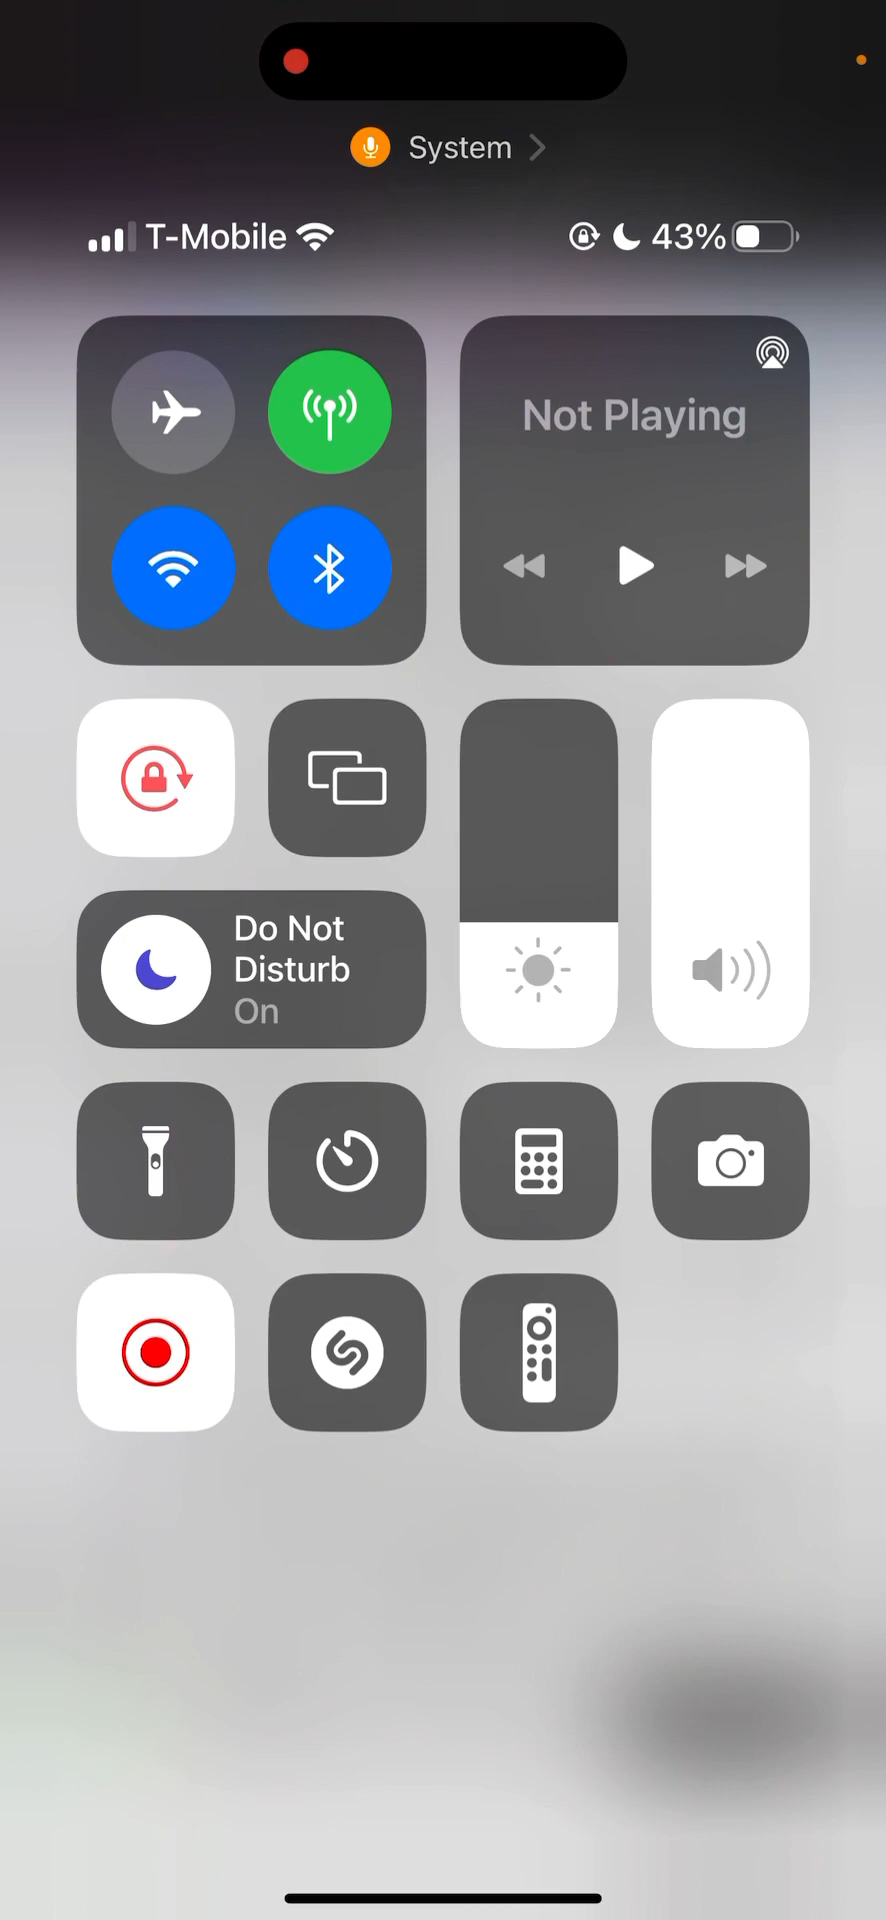 System
T-Mobile 43%
Not Playing
Do Not
Disturb
On